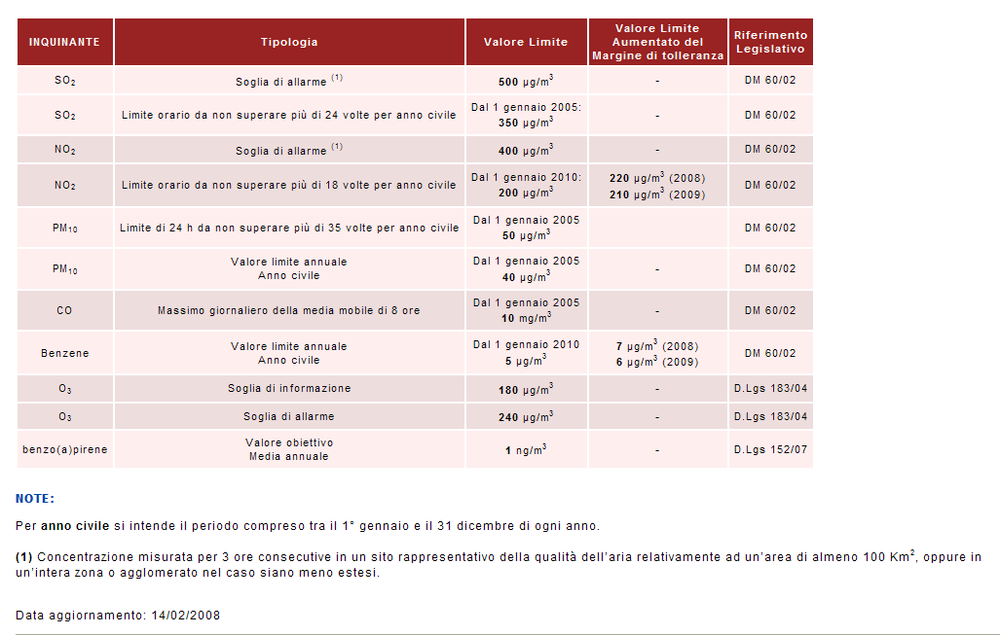 INQUINANTE Tipologia Valore Limite Valore Limite Aumentato del Margine di tolleranza Riferimento Legislativo
SO2 Soglia di allarme (1) 500 µg/m3 - DM 60/02
SO2 Limite orario da non superare più di 24 volte per anno civile Dal 1 gennaio 2005: 350 µg/m3 - DM 60/02
NO2 Soglia di allarme (1) 400 µg/m3 - DM 60/02
NO2 Limite orario da non superare più di 18 volte per anno civile Dal 1 gennaio 2010: 200 µg/m3 220 µg/m3 (2008) 210 µg/m3 (2009) DM 60/02
PM10 Limite di 24 h da non superare più di 35 volte per anno civile Dal 1 gennaio 2005 50 µg/m3 DM 60/02
PM10 Valore limite annuale Anno civile Dal 1 gennaio 2005 40 µg/m3 - DM 60/02
CO Massimo giornaliero della media mobile di 8 ore Dal 1 gennaio 2005 10 mg/m3 - DM 60/02
Benzene Valore limite annuale Anno civile Dal 1 gennaio 2010 5 µg/m3 7 µg/m3 (2008) 6 µg/m3 (2009) DM 60/02
O3 Soglia di informazione 180 µg/m3 - D.Lgs 183/04
O3 Soglia di allarme 240 µg/m3 - D.Lgs 183/04
benzo(a)pirene Valore obiettivo Media annuale 1 ng/m3 - D.Lgs 152/07
NOTE:
Per anno civile si intende il periodo compreso tra il 1° gennaio e il 31 dicembre di ogni anno.
(1) Concentrazione misurata per 3 ore consecutive in un sito rappresentativo della qualità dell'aria relativamente ad un'area di almeno 100 Km2, oppure in
un'intera zona o agglomerato nel caso siano meno estesi.
Data aggiornamento: 14/02/2008